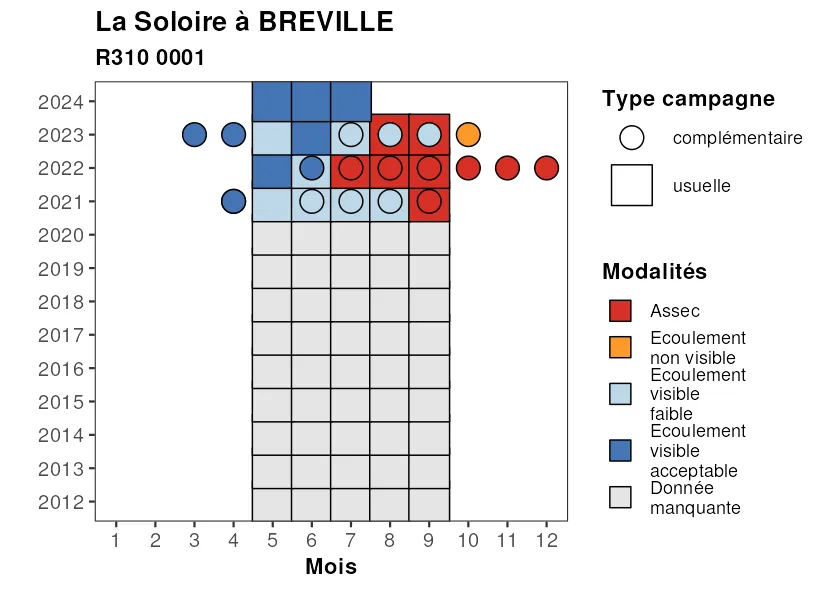 La Soloire à BREVILLE
R310 0001
2024
2023
2022
2021
2020
2019
2018
2017
2016
2015
2014
2013
2012
1 2 3 4 5 6 7 8 9 10 11 12
Mois
Type campagne
complémentaire
usuelle
Modalités
Assec
Ecoulement
non visible
Ecoulement
visible
faible
Ecoulement
visible
acceptable
Donnée
manquante